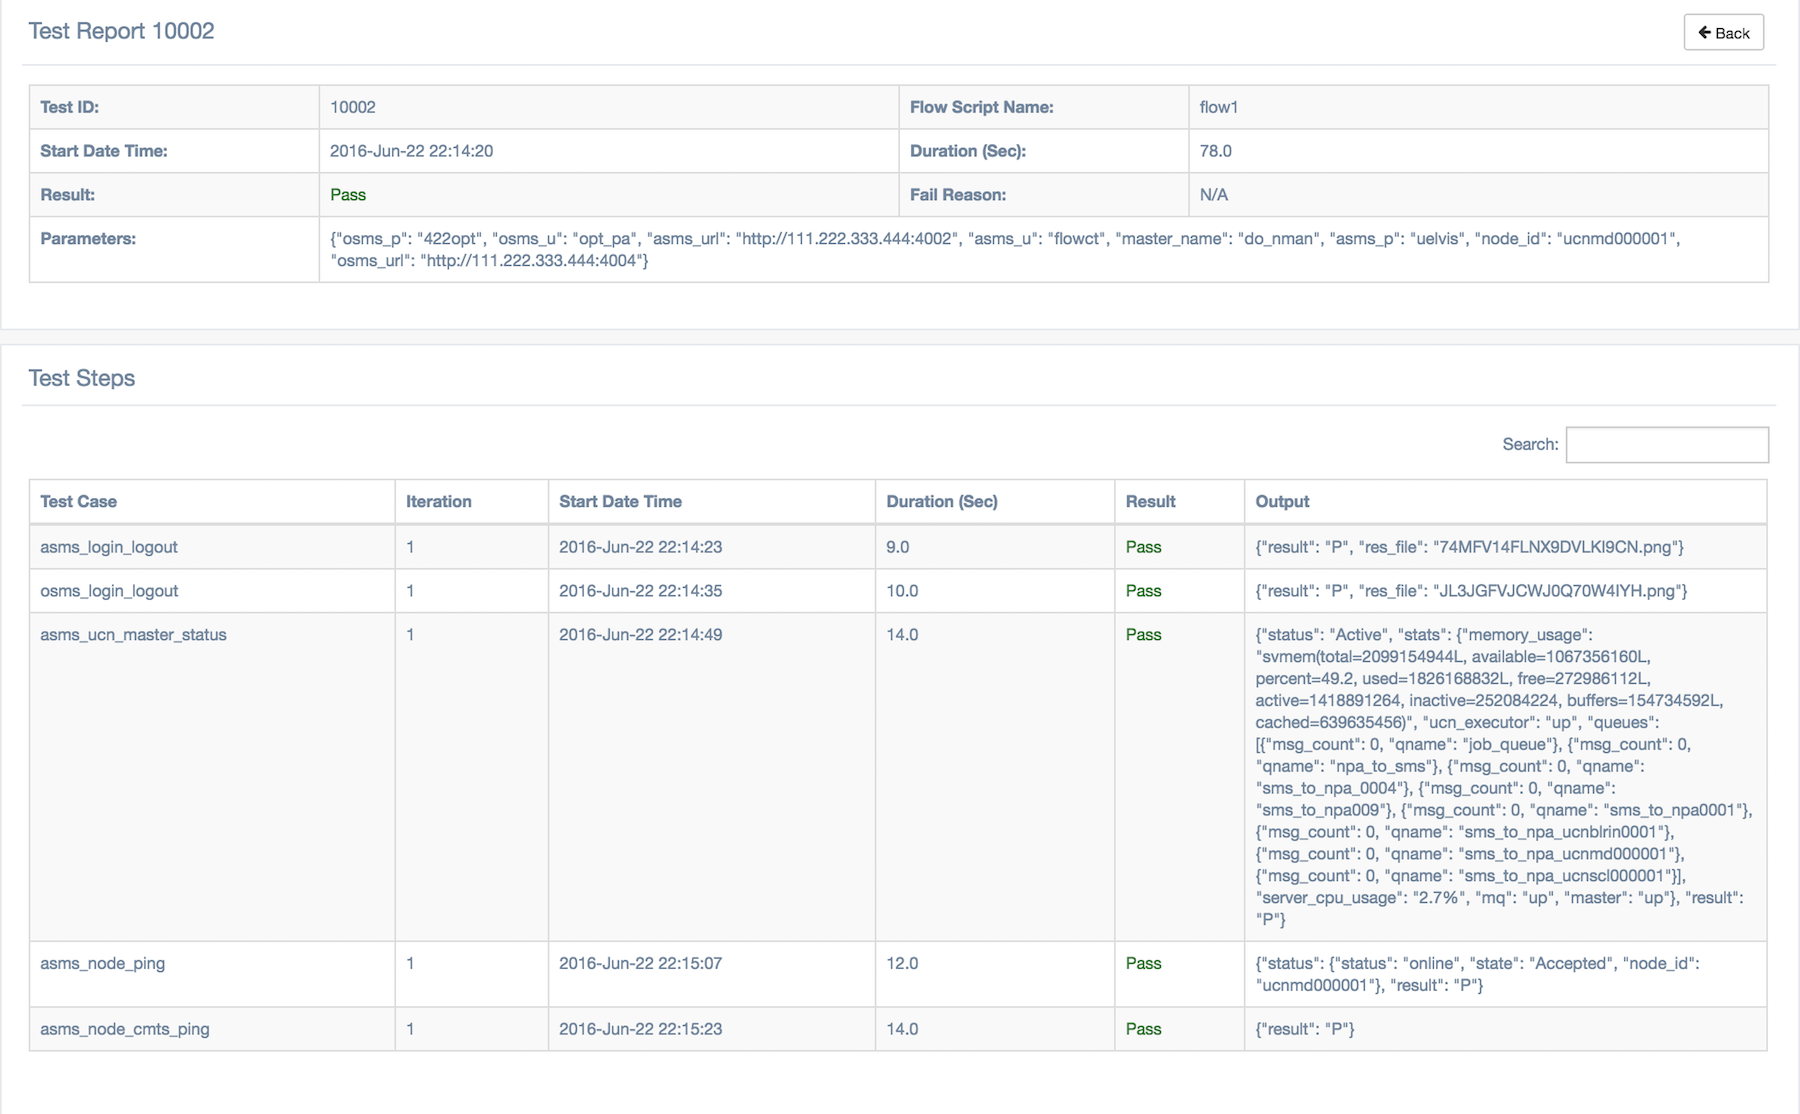 Test Report 10002
Back
Test ID: 10002 Flow Script Name: flow1
Start Date Time: 2016-Jun-22 22:14:20 Duration (Sec): 78.0
Result: Pass Fail Reason: N/A
Parameters: {"osms_p": "422opt", "osms_u": "opt_pa", "asms_url": "http://111.222.333.444:4002", "asms_u": "flowct", "master_name": "do_nman", "asms_p": "uelvis", "node_id": "ucnmd000001",
"osms_url": "http://111.222.333.444:4004"}
Test Steps
Search:
Test Case Iteration Start Date Time Duration (Sec) Result Output
asms_login_logout 1 2016-Jun-22 22:14:23 9.0 Pass {"result": "P", "res_file": "74MFV14FLNX9DVLKI9CN.png"}
osms_login_logout 1 2016-Jun-22 22:14:35 10.0 Pass {"result": "P", "res_file": "JL3JGFVJCWJ0Q70W4IYH.png"}
asms_ucn_master_status 1 2016-Jun-22 22:14:49 14.0 Pass {"status": "Active", "stats": {"memory_usage":
"svmem(total=2099154944L, available=1067356160L,
percent=49.2, used=1826168832L, free=272986112L,
active=1418891264, inactive=252084224, buffers=154734592L,
cached=639635456)", "ucn_executor": "up", "queues":
[{"msg_count": 0, "qname": "job_queue"}, {"msg_count": 0,
"qname": "npa_to_sms"}, {"msg_count": 0, "qname":
"sms_to_npa_0004"}, {"msg_count": 0, "qname":
"sms_to_npa009"}, {"msg_count": 0, "qname": "sms_to_npa0001"},
{"msg_count": 0, "qname": "sms_to_npa_ucnblrin0001"},
{"msg_count": 0, "qname": "sms_to_npa_ucnmd000001"},
{"msg_count": 0, "qname": "sms_to_npa_ucnscl000001"}],
"server_cpu_usage": "2.7%", "mq": "up", "master": "up"}, "result":
"P"}
asms_node_ping 1 2016-Jun-22 22:15:07 12.0 Pass {"status": {"status": "online", "state": "Accepted", "node_id":
"ucnmd000001"}, "result": "P"}
asms_node_cmts_ping 1 2016-Jun-22 22:15:23 14.0 Pass {"result": "P"}